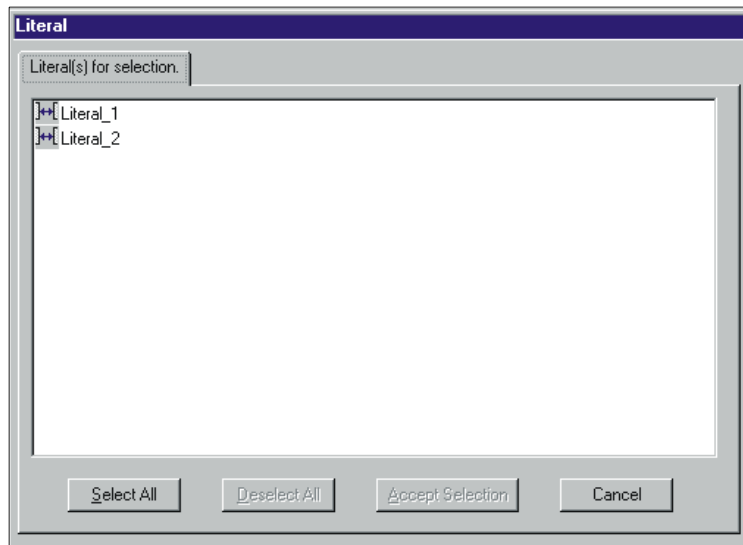 Literal
Literal(s) for selection.
Literal_1
Literal_2
Select All Deselect All Accept Selection Cancel